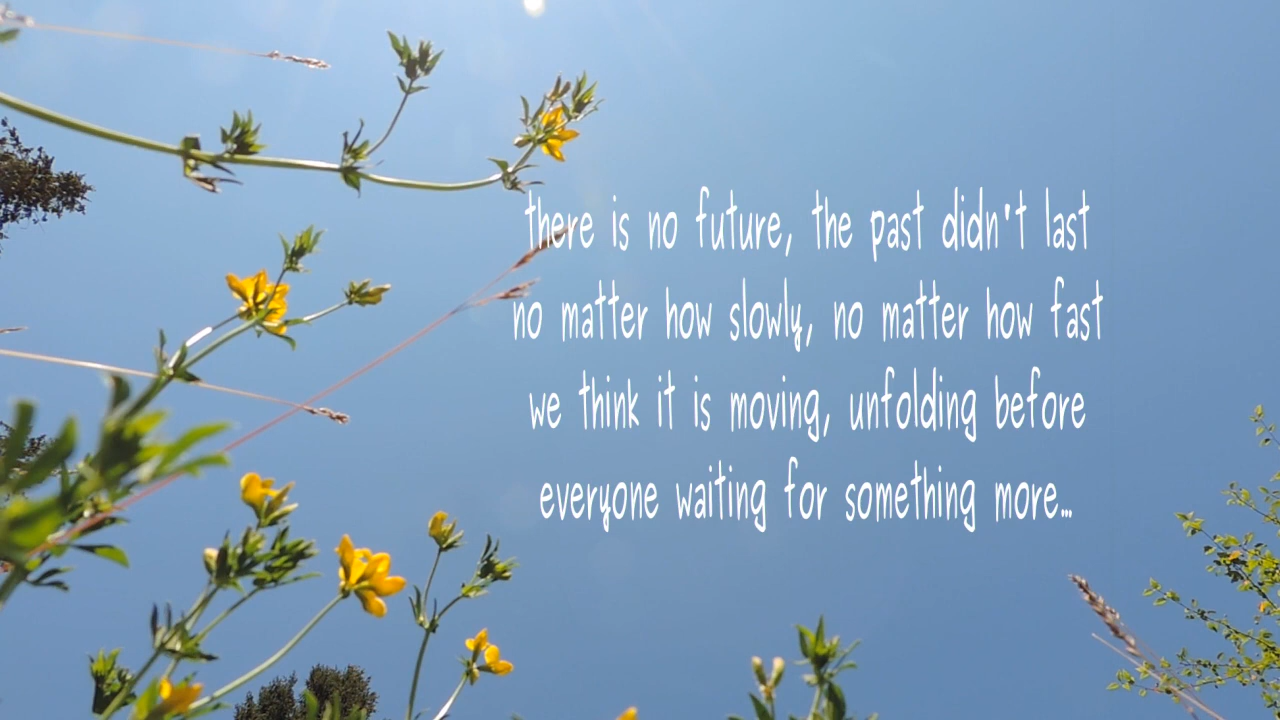 there is no future, the past didn't last
no matter how slowly, no matter how fast
we think it is moving, unfolding before
everyone waiting for something more...